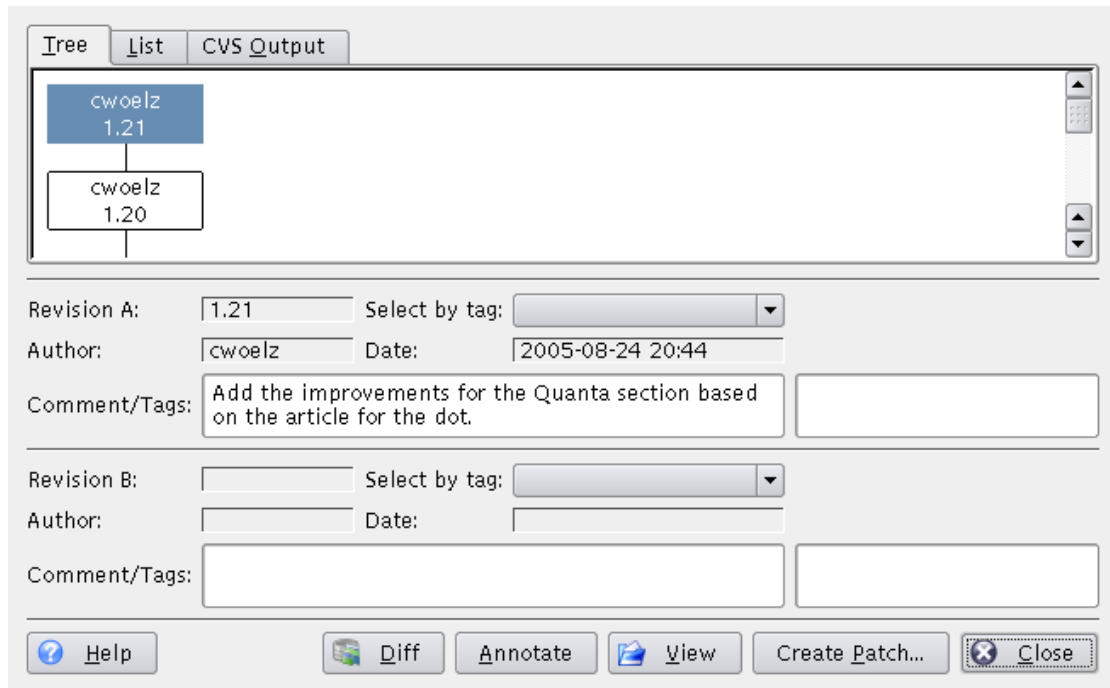 Tree List CVS Output
cwoelz
1.21
cwoelz
1.20
Revision A: 1.21 Select by tag:
Author: cwoelz Date: 2005-08-24 20:44
Comment/Tags: Add the improvements for the Quanta section based
on the article for the dot.
Revision B: Select by tag:
Author: Date:
Comment/Tags:
Help Diff Annotate View Create Patch... Close